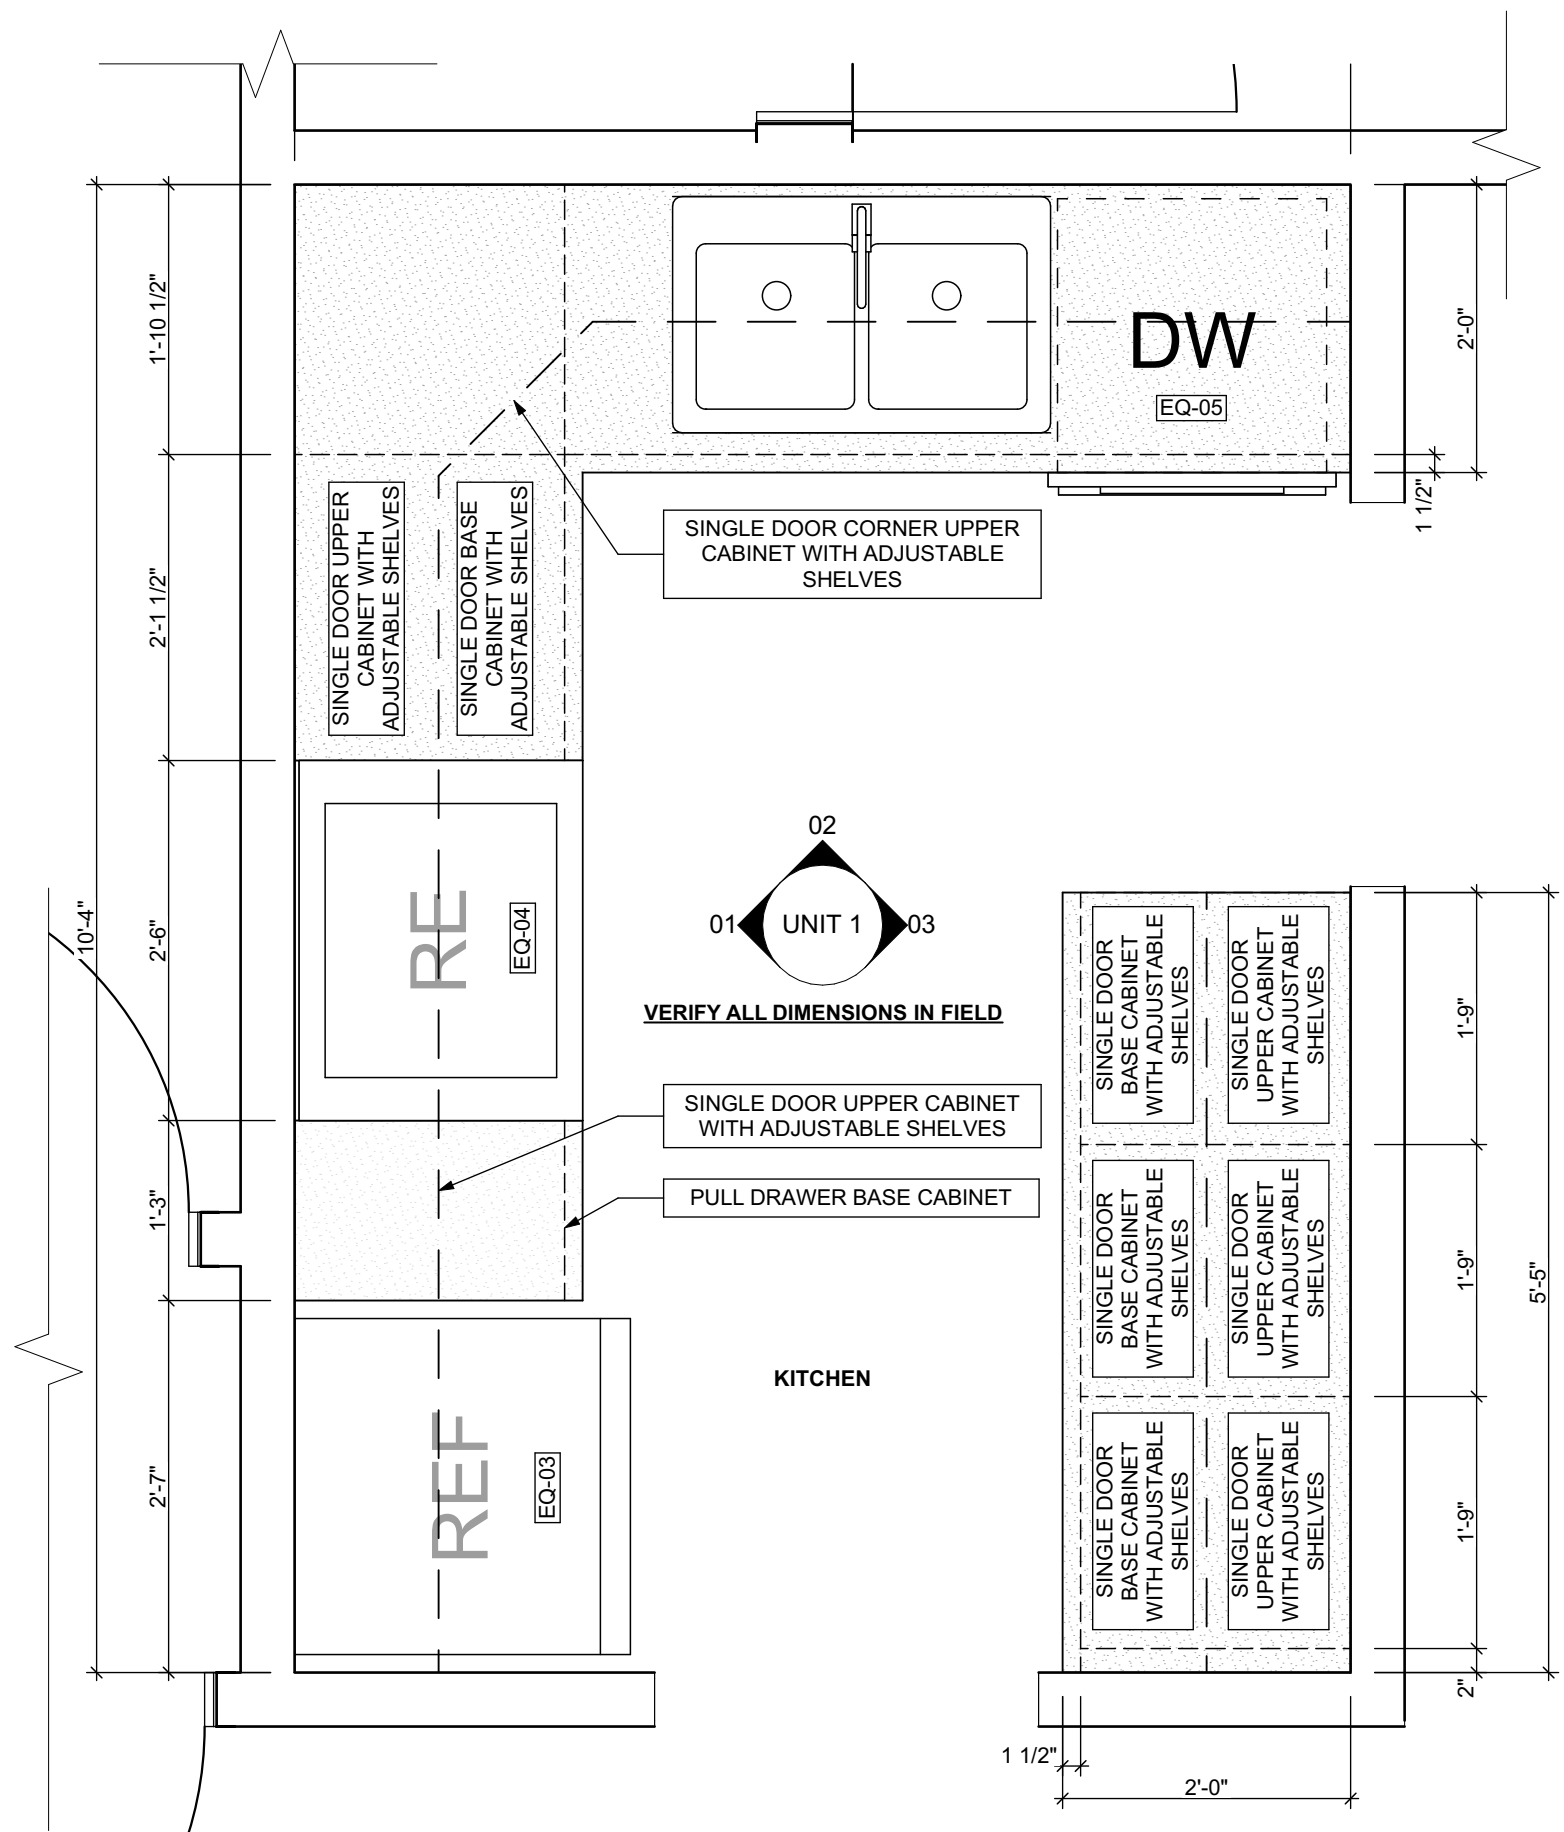 1'-10 1/2"
2'-1 1/2"
2'-6"
1'-3"
2'-7"
10'-4"
DW
EQ-05
2'-0"
1 1/2"
SINGLE DOOR UPPER
CABINET WITH
ADJUSTABLE SHELVES
SINGLE DOOR BASE
CABINET WITH
ADJUSTABLE SHELVES
SINGLE DOOR CORNER UPPER
CABINET WITH ADJUSTABLE
SHELVES
RE
EQ-04
02
01
UNIT 1
03
VERIFY ALL DIMENSIONS IN FIELD
SINGLE DOOR UPPER CABINET
WITH ADJUSTABLE SHELVES
PULL DRAWER BASE CABINET
KITCHEN
REF
EQ-03
SINGLE DOOR
BASE CABINET
WITH ADJUSTABLE
SHELVES
SINGLE DOOR
UPPER CABINET
WITH ADJUSTABLE
SHELVES
SINGLE DOOR
BASE CABINET
WITH ADJUSTABLE
SHELVES
SINGLE DOOR
UPPER CABINET
WITH ADJUSTABLE
SHELVES
SINGLE DOOR
BASE CABINET
WITH ADJUSTABLE
SHELVES
SINGLE DOOR
UPPER CABINET
WITH ADJUSTABLE
SHELVES
1'-9"
1'-9"
1'-9"
2"
5'-5"
1 1/2"
2'-0"